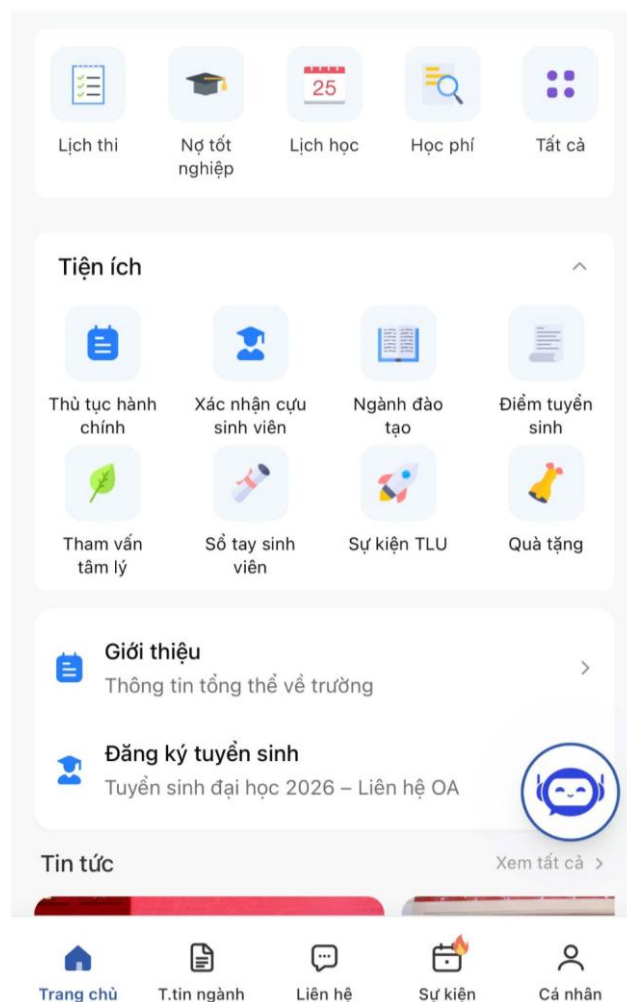 25
Lịch thi
Nợ tốt
nghiệp
Lịch học
Học phí
Tất cả
Tiện ích
Thủ tục hành
chính
Xác nhận cựu
sinh viên
Ngành đào
tạo
Điểm tuyển
sinh
Tham vấn
tâm lý
Sổ tay sinh
viên
Sự kiện TLU
Quà tặng
Giới thiệu
Thông tin tổng thể về trường
Đăng ký tuyển sinh
Tuyển sinh đại học 2026 – Liên hệ OA
Tin tức
Xem tất cả
Trang chủ
T.tin ngành
Liên hệ
Sự kiện
Cá nhân